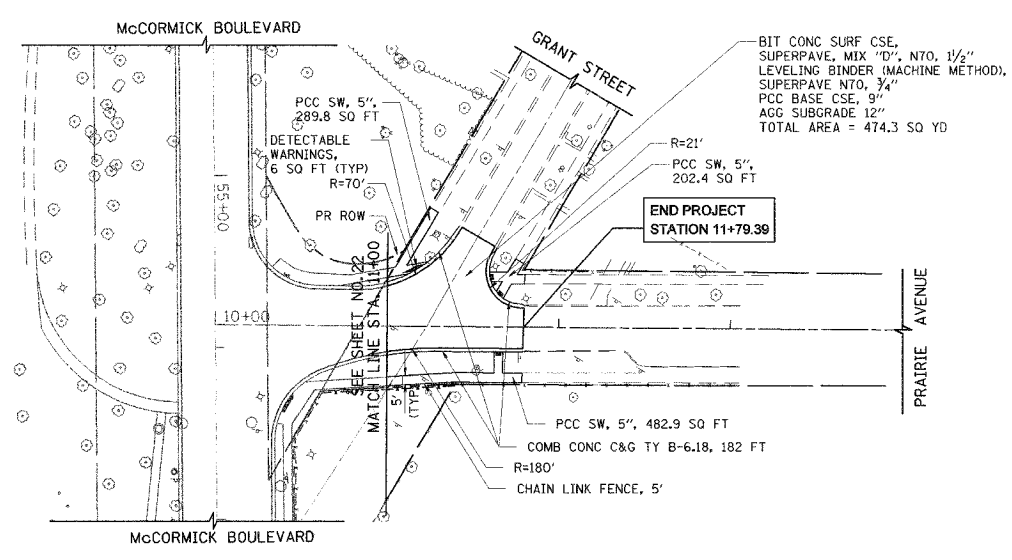 McCORMICK BOULEVARD
GRANT STREET
BIT CONC SURF CSE,
SUPERPAVE, MIX "D", N70, 1½"
LEVELING BINDER (MACHINE METHOD),
SUPERPAVE N70, ¾"
PCC BASE CSE, 9"
AGG SUBGRADE 12"
TOTAL AREA = 474.3 SQ YD
PCC SW, 5",
289.8 SQ FT
DETECTABLE
WARNINGS,
6 SQ FT (TYP)
R=70'
PR ROW
R=21'
PCC SW, 5",
202.4 SQ FT
END PROJECT
STATION 11+79.39
55+00
10+00
SEE SHEET NO. 22
MATCH LINE STA. 11+00
5'
(TYP)
PRAIRIE AVENUE
PCC SW, 5", 482.9 SQ FT
COMB CONC C&G TY B-6.18, 182 FT
R=180'
CHAIN LINK FENCE, 5'
McCORMICK BOULEVARD